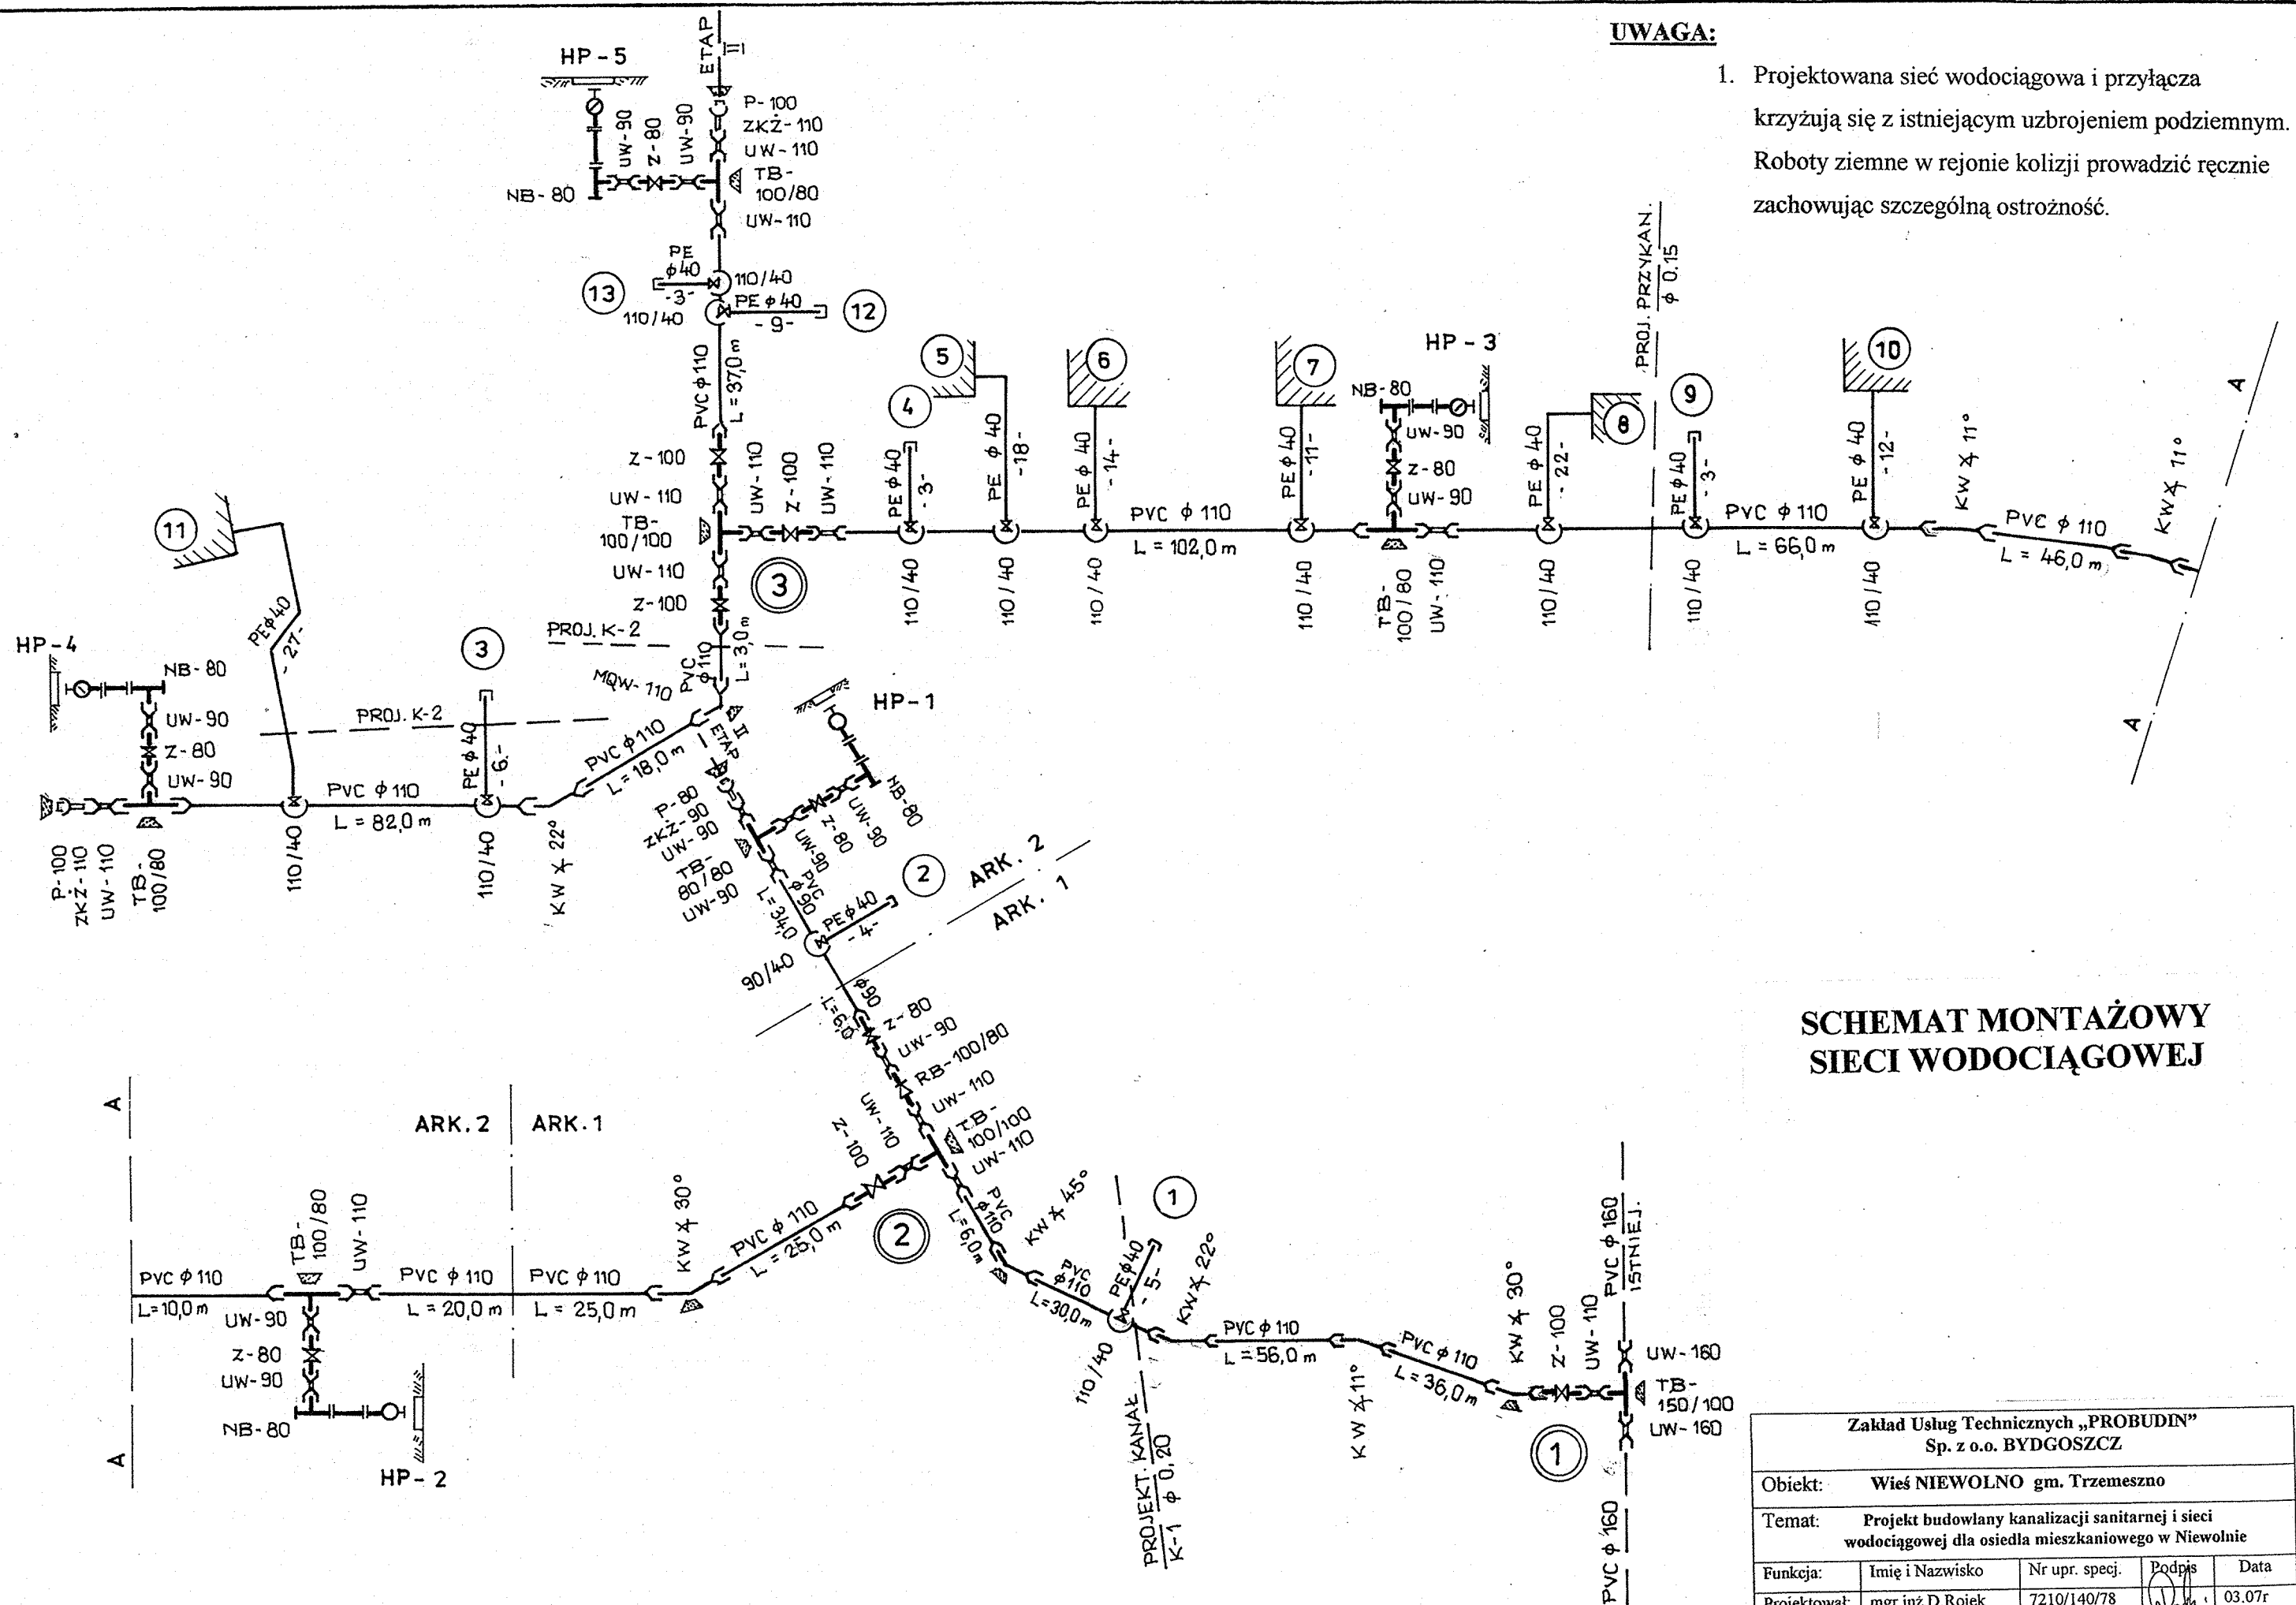 UWAGA:
1. Projektowana sieć wodociągowa i przyłącza
krzyżują się z istniejącym uzbrojeniem podziemnym.
Roboty ziemne w rejonie kolizji prowadzić ręcznie
zachowując szczególną ostrożność.
ETAP II
HP-5
UW-90
Z-80
UW-90
NB-80
P-100
ZKŻ-110
UW-110
TB-
100/80
UW-110
PE
ϕ40
-3-
13
110/40
110/40
PE ϕ 40
-9-
12
PVC ϕ 110
L = 37,0 m
Z-100
UW-110
TB-
100/100
UW-110
Z-100
UW-110
Z-100
UW-110
3
4
PE ϕ 40
-3-
110/40
5
PE ϕ 40
-18-
110/40
6
PE ϕ 40
-14-
110/40
PVC ϕ 110
L = 102,0 m
7
PE ϕ 40
-11-
110/40
HP-3
NB-80
UW-90
Z-80
UW-90
TB-
100/80
UW-110
8
PE ϕ 40
-22-
110/40
PROJ. PRZYKAN.
ϕ 0.15
9
PE ϕ 40
-3-
110/40
PVC ϕ 110
L = 66,0 m
10
PE ϕ 40
-12-
110/40
KW ∡ 11°
PVC ϕ 110
L = 46,0 m
KW ∡ 11°
A
A
11
PE ϕ 40
-27-
110/40
HP-4
NB-80
UW-90
Z-80
UW-90
P-100
ZKŻ-110
UW-110
TB-
100/80
PROJ. K-2
PVC ϕ 110
L = 82,0 m
3
PE ϕ 40
-6-
110/40
KW ∡ 22°
PVC ϕ 110
L = 18,0 m
PROJ. K-2
MQW-110
PVC
ϕ 110
L = 3,0 m
ETAP II
HP-1
NB-80
UW-90
Z-80
UW-90
P-80
ZKŻ-90
UW-90
TB-
80/80
UW-90
PVC
ϕ 90
L = 34,0
2
PE ϕ 40
-4-
90/40
ARK. 2
ARK. 1
ϕ 90
L = 6,0
Z-80
UW-90
RB-100/80
UW-110
TB-
100/100
UW-110
UW-110
Z-100
2
PVC ϕ 110
L = 25,0 m
KW ∡ 30°
PVC ϕ 110
L = 25,0 m
ARK. 2
ARK. 1
PVC ϕ 110
L = 20,0 m
UW-110
TB-
100/80
PVC ϕ 110
L = 10,0 m
A
A
UW-90
Z-80
UW-90
NB-80
HP-2
PVC
ϕ 110
L = 6,0 m
KW ∡ 45°
PVC
ϕ 110
L = 30,0 m
1
PE ϕ 40
-5-
110/40
KW ∡ 22°
PROJEKT. KANAŁ
K-1 ϕ 0,20
PVC ϕ 110
L = 56,0 m
KW ∡ 11°
PVC ϕ 110
L = 36,0 m
KW ∡ 30°
Z-100
UW-110
1
PVC ϕ 160
ISTNIEJ.
UW-160
TB-
150/100
UW-160
PVC ϕ 160
SCHEMAT MONTAŻOWY
SIECI WODOCIĄGOWEJ
Zakład Usług Technicznych „PROBUDIN”
Sp. z o.o. BYDGOSZCZ
Obiekt: Wieś NIEWOLNO gm. Trzemeszno
Temat: Projekt budowlany kanalizacji sanitarnej i sieci
wodociągowej dla osiedla mieszkaniowego w Niewolnie
Funkcja: Imię i Nazwisko Nr upr. specj. Podpis Data
Projektował: mgr inż D.Rojek 7210/140/78 03.07r